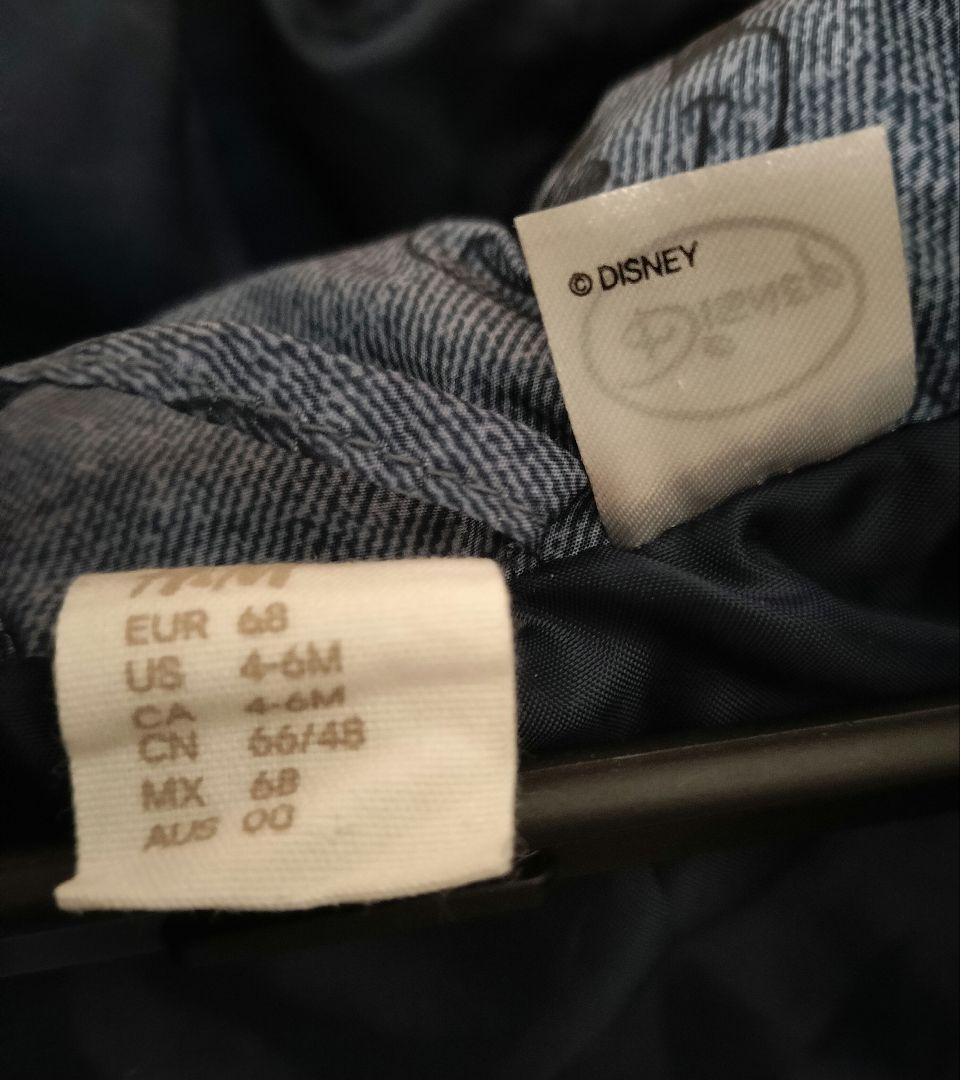 © DISNEY
H&M
EUR 68
US 4-6M
CA 4-6M
CN 66/48
MX 68
AUS 00